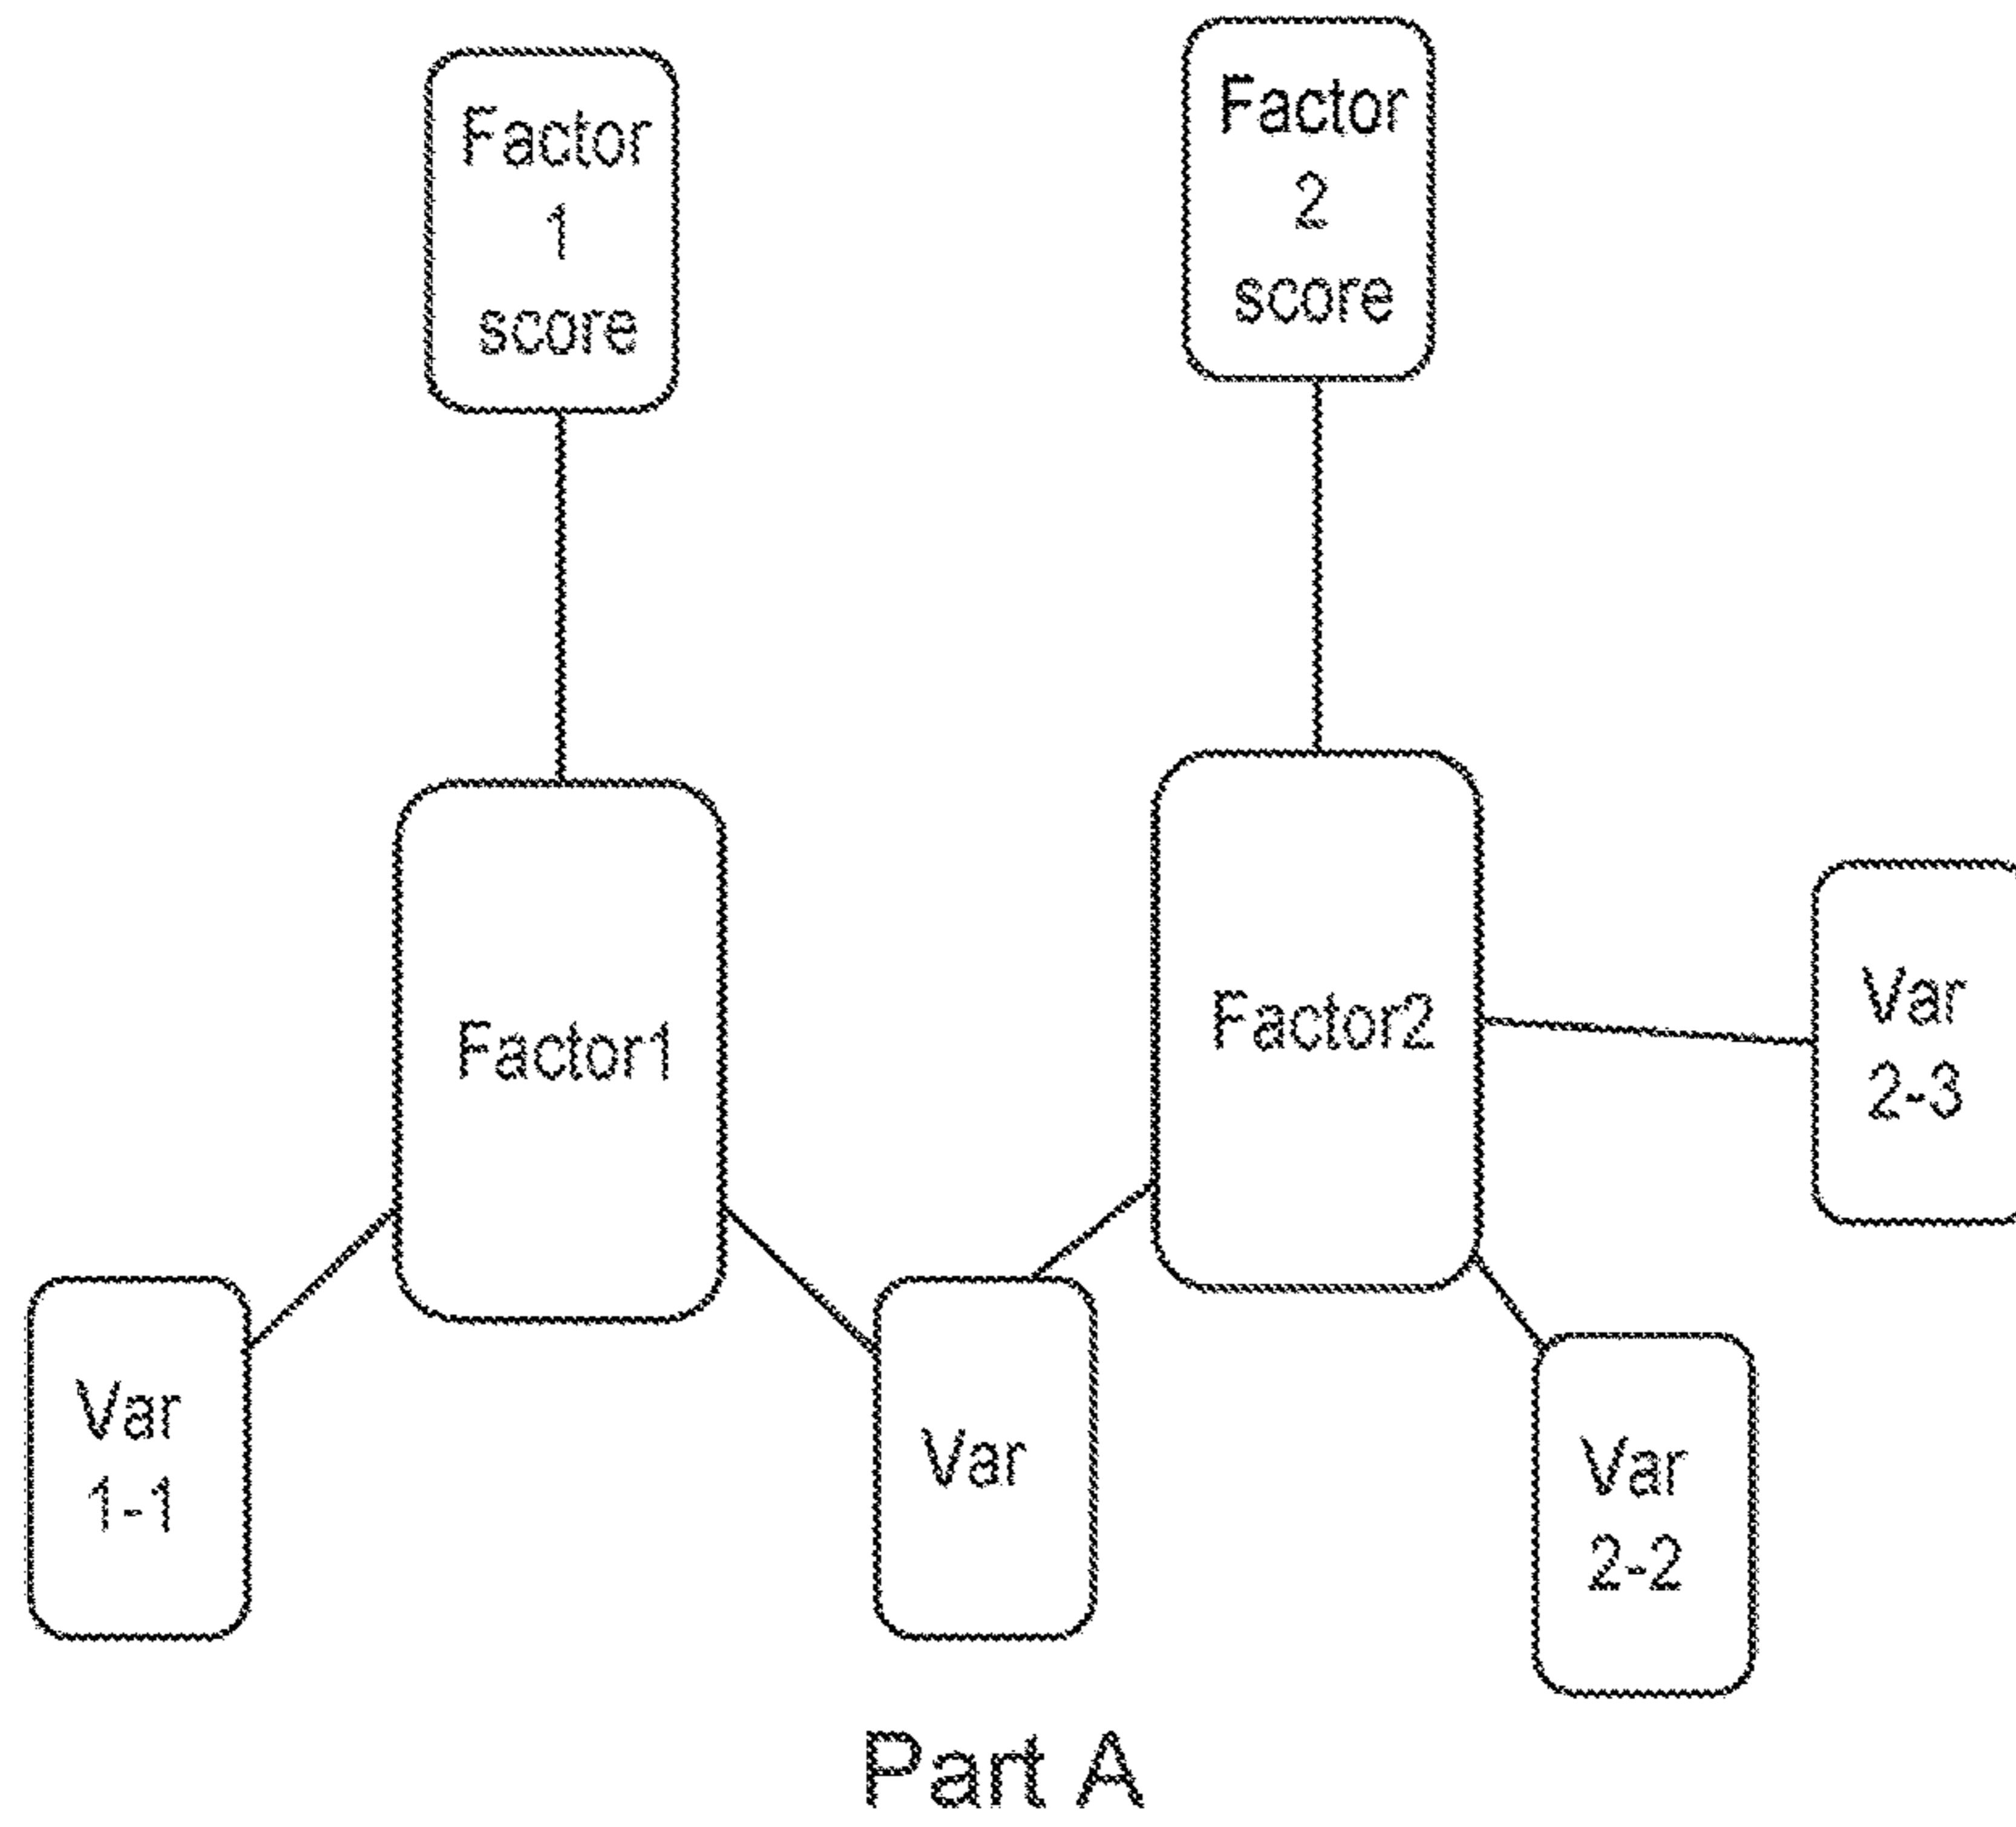 Factor
1
score
Factor
2
score
Factor1
Factor2
Var
2-3
Var
1-1
Var
Var
2-2
Part A